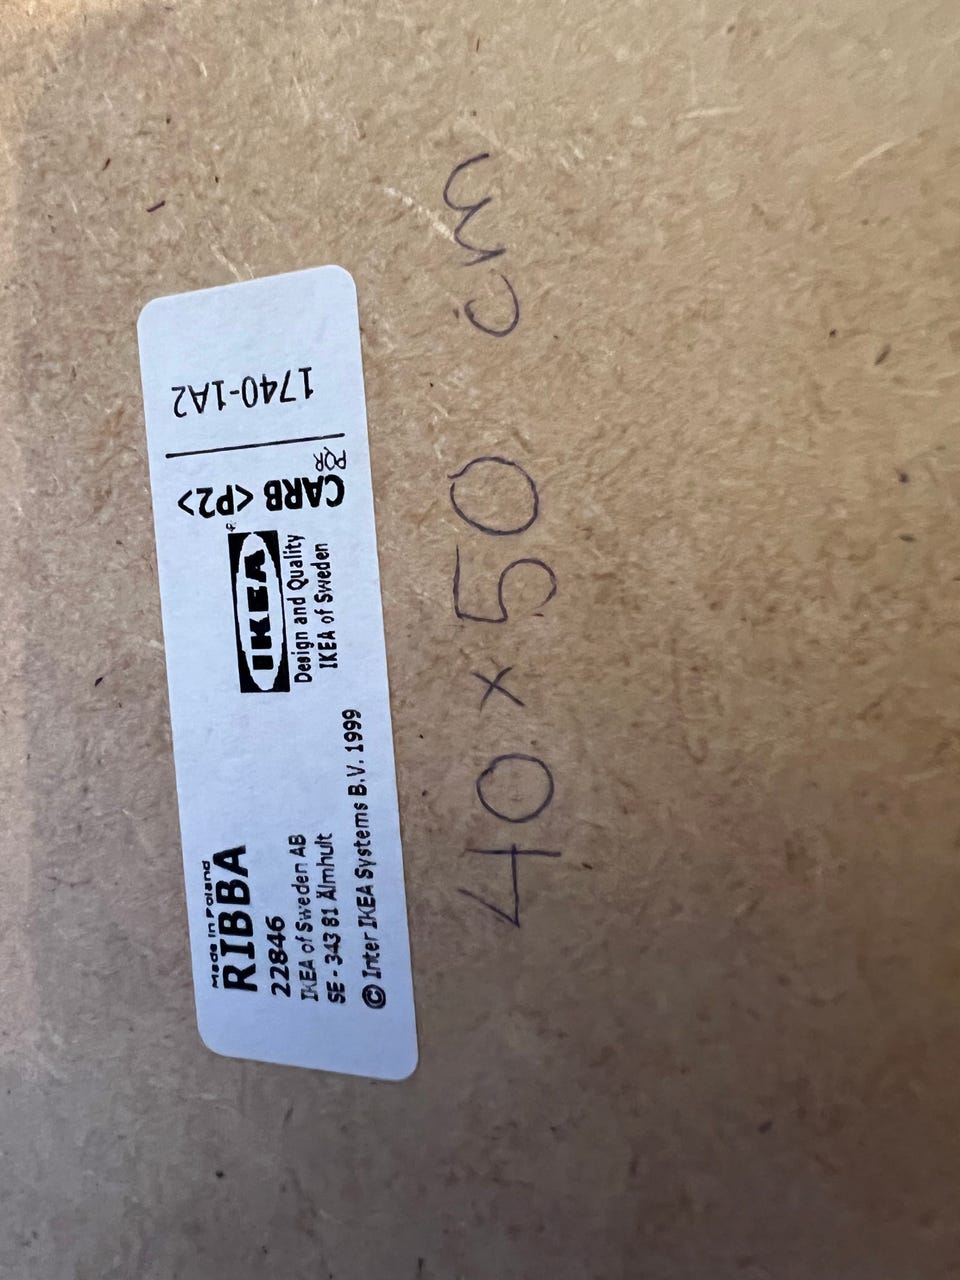 Made in Poland
RIBBA
22846
IKEA of Sweden AB
SE - 343 81 Älmhult
© Inter IKEA Systems B.V. 1999
IKEA
Design and Quality
IKEA of Sweden
CARB <P2>
1740-1A2
40 x 50 cm